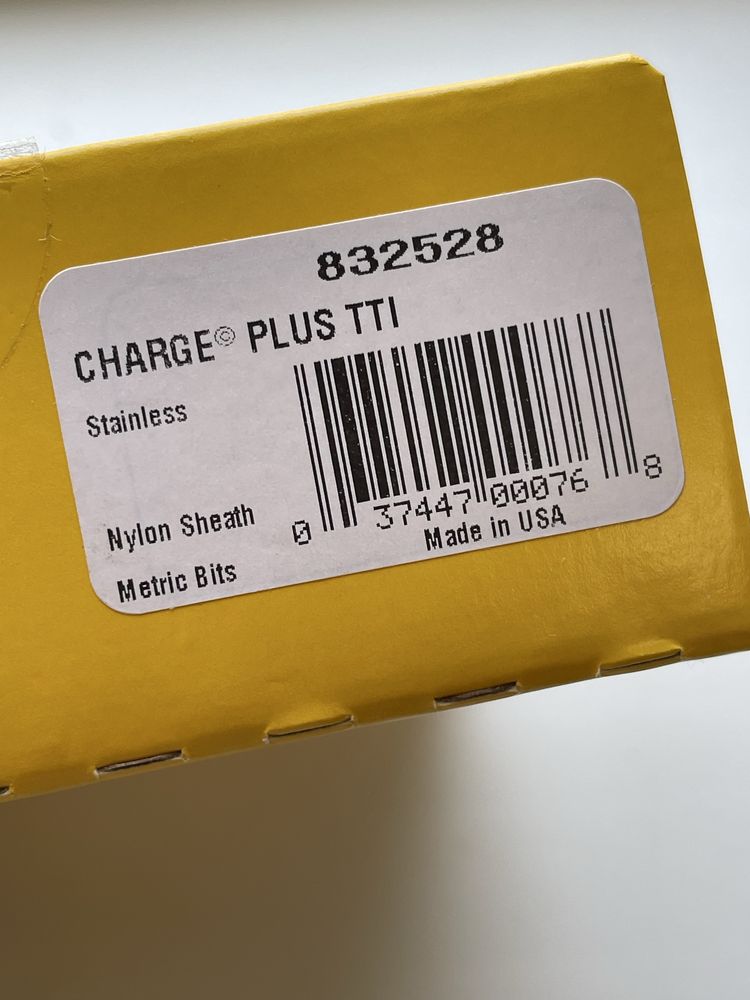 832528
CHARGE© PLUS TTI
Stainless
0 37447 00076 8
Nylon Sheath
Made in USA
Metric Bits